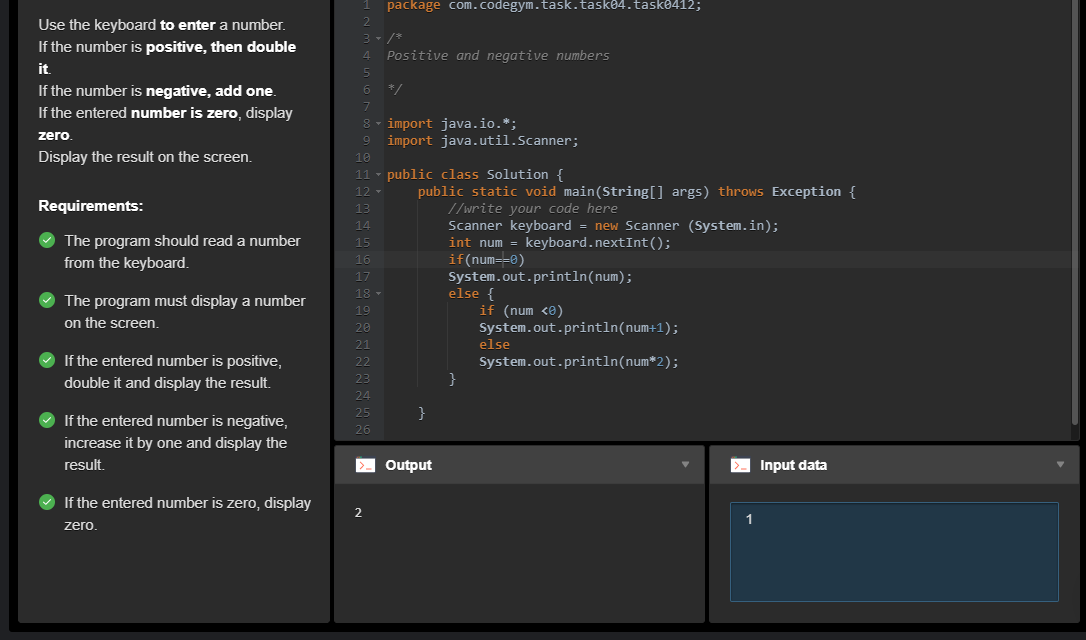 Use the keyboard to enter a number.
If the number is positive, then double
it.
If the number is negative, add one.
If the entered number is zero, display
zero.
Display the result on the screen.
Requirements:
The program should read a number
from the keyboard.
The program must display a number
on the screen.
If the entered number is positive,
double it and display the result.
If the entered number is negative,
increase it by one and display the
result.
If the entered number is zero, display
zero.
1 package com.codegym.task.task04.task0412;
2
3 /*
4 Positive and negative numbers
5
6 */
7
8 import java.io.*;
9 import java.util.Scanner;
10
11 public class Solution {
12 public static void main(String[] args) throws Exception {
13 //write your code here
14 Scanner keyboard = new Scanner (System.in);
15 int num = keyboard.nextInt();
16 if(num==0)
17 System.out.println(num);
18 else {
19 if (num <0)
20 System.out.println(num+1);
21 else
22 System.out.println(num*2);
23 }
24
25 }
26
Output
2
Input data
1